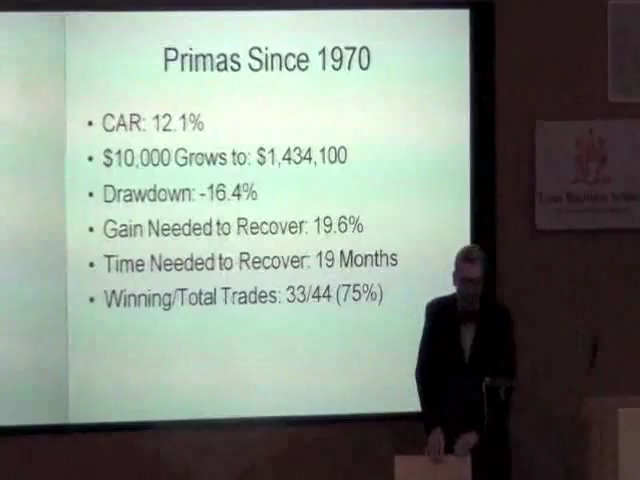 Primas Since 1970
• CAR: 12.1%
• $10,000 Grows to: $1,434,100
• Drawdown: -16.4%
• Gain Needed to Recover: 19.6%
• Time Needed to Recover: 19 Months
• Winning/Total Trades: 33/44 (75%)